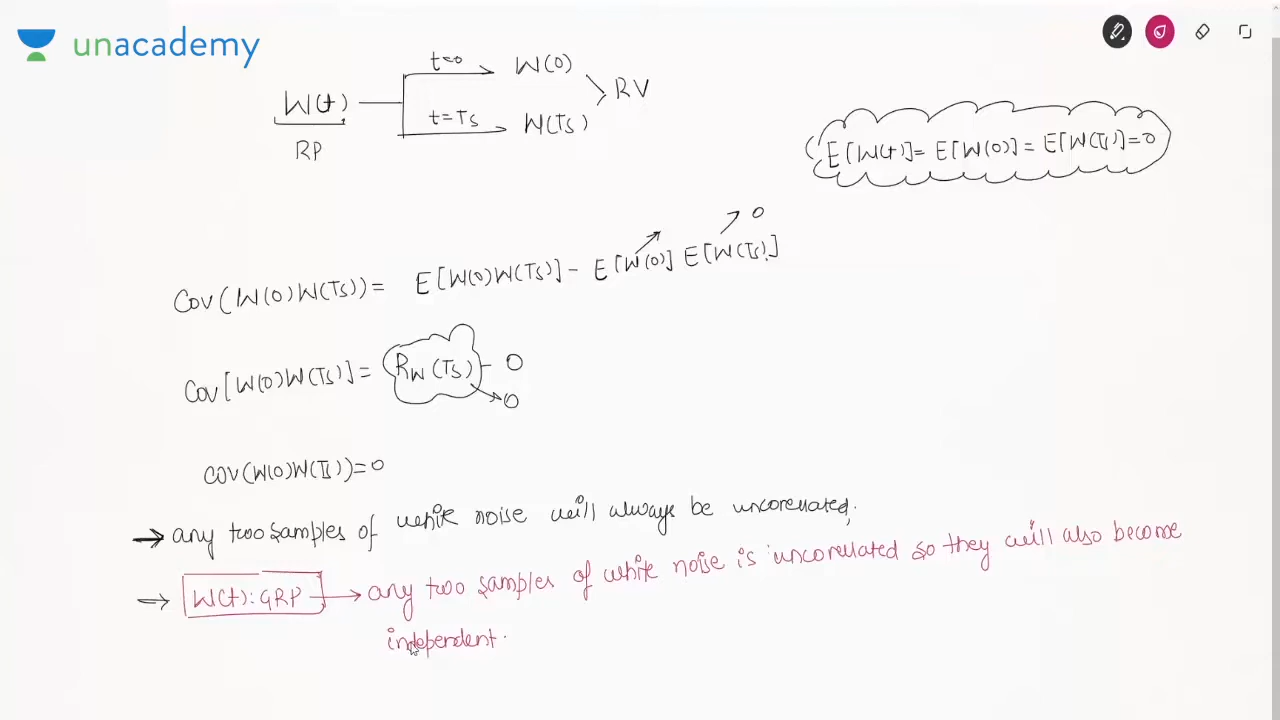 unacademy
t=0
W(0)
W(t)
RV
t=Ts
W(Ts)
RP
E[W(t)]= E[W(0)] = E[W(Ts)]=0
0
Cov(W(0)W(Ts)) = E[W(0)W(Ts)] - E[W(0)] E[W(Ts)]
Cov[W(0)W(Ts)] = Rw(Ts) - 0
0
COV(W(0)W(Ts))=0
→ any two samples of white noise will always be uncorellated,
→ W(t): GRP → any two samples of white noise is uncorellated so they will also become
independent.